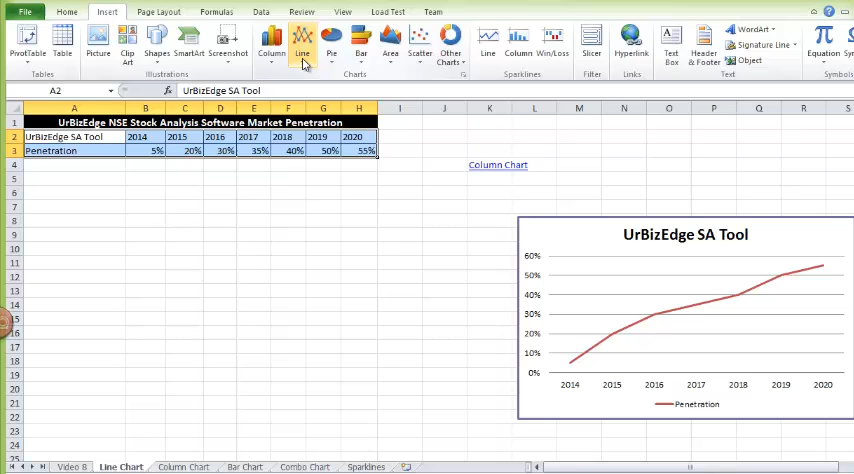 File Home Insert Page Layout Formulas Data Review View Load Test Team
PivotTable Table Picture Clip Art Shapes SmartArt Screenshot Column Line Pie Bar Area Scatter Other Charts Line Column Win/Loss Slicer Hyperlink Text Box Header & Footer WordArt Signature Line Object Equation
Tables Illustrations Charts Sparklines Filter Links Text Symbols
A2 fx UrBizEdge SA Tool
A B C D E F G H I J K L M N O P Q R S
1 UrBizEdge NSE Stock Analysis Software Market Penetration
2 UrBizEdge SA Tool 2014 2015 2016 2017 2018 2019 2020
3 Penetration 5% 20% 30% 35% 40% 50% 55%
4 Column Chart
5
6
7
8
9
10
11
12
13
14
15
16
17
18
19
20
21
22
23
24
25
UrBizEdge SA Tool
60%
50%
40%
30%
20%
10%
0%
2014 2015 2016 2017 2018 2019 2020
Penetration
Video 8 Line Chart Column Chart Bar Chart Combo Chart Sparklines